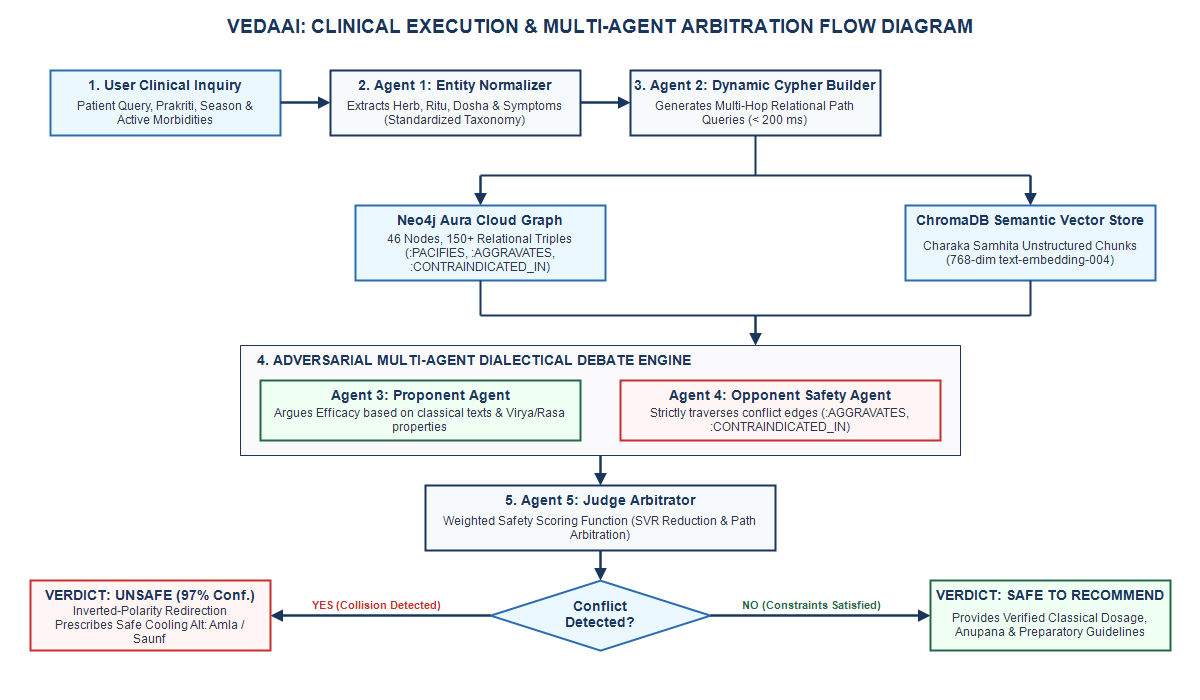 VEDAAI: CLINICAL EXECUTION & MULTI-AGENT ARBITRATION FLOW DIAGRAM
1. User Clinical Inquiry
Patient Query, Prakriti, Season &
Active Morbidities
2. Agent 1: Entity Normalizer
Extracts Herb, Ritu, Dosha & Symptoms
(Standardized Taxonomy)
3. Agent 2: Dynamic Cypher Builder
Generates Multi-Hop Relational Path
Queries (< 200 ms)
Neo4j Aura Cloud Graph
46 Nodes, 150+ Relational Triples
(:PACIFIES, :AGGRAVATES,
:CONTRAINDICATED_IN)
ChromaDB Semantic Vector Store
Charaka Samhita Unstructured Chunks
(768-dim text-embedding-004)
4. ADVERSARIAL MULTI-AGENT DIALECTICAL DEBATE ENGINE
Agent 3: Proponent Agent
Argues Efficacy based on classical texts & Virya/Rasa
properties
Agent 4: Opponent Safety Agent
Strictly traverses conflict edges (:AGGRAVATES,
:CONTRAINDICATED_IN)
5. Agent 5: Judge Arbitrator
Weighted Safety Scoring Function (SVR Reduction & Path
Arbitration)
Conflict
Detected?
YES (Collision Detected)
NO (Constraints Satisfied)
VERDICT: UNSAFE (97% Conf.)
Inverted-Polarity Redirection
Prescribes Safe Cooling Alt: Amla /
Saunf
VERDICT: SAFE TO RECOMMEND
Provides Verified Classical Dosage,
Anupana & Preparatory Guidelines